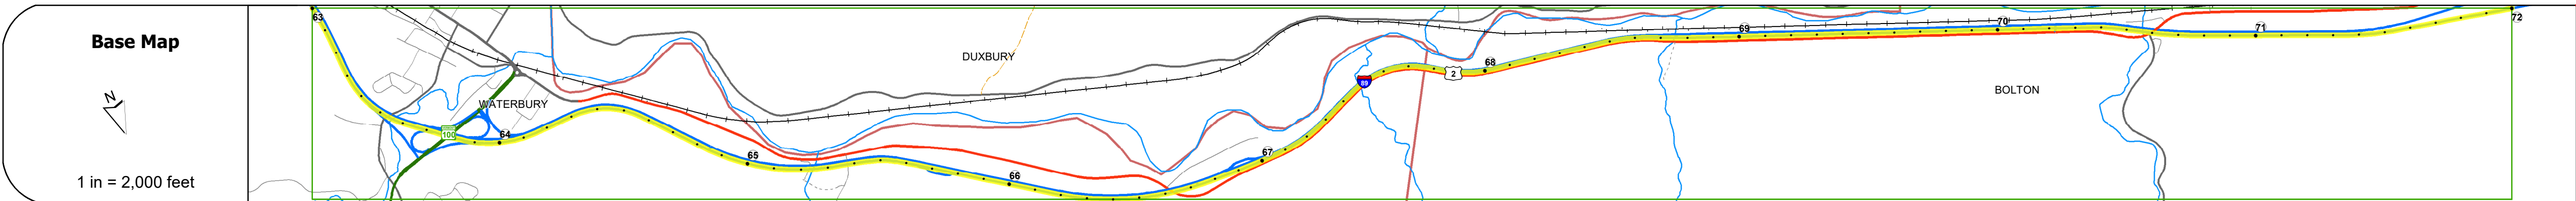 Base Map
N
1 in = 2,000 feet
63
WATERBURY
100
64
65
DUXBURY
66
67
89
2
68
69
70
BOLTON
71
72